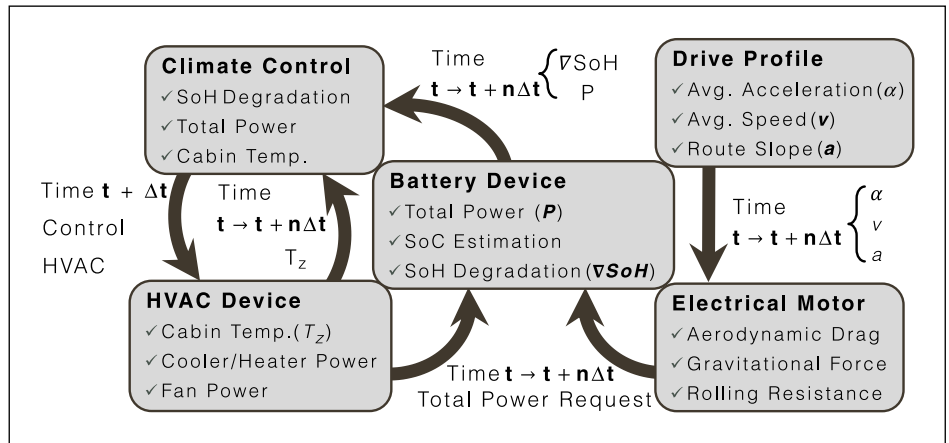 Climate Control
✓SoH Degradation
✓Total Power
✓Cabin Temp.
Time
t → t + nΔt
∇SoH
P
Drive Profile
✓Avg. Acceleration(α)
✓Avg. Speed(v)
✓Route Slope(a)
Battery Device
✓Total Power (P)
✓SoC Estimation
✓SoH Degradation(∇SoH)
Time t + Δt
Control
HVAC
Time
t → t + nΔt
T_z
Time
t → t + nΔt
α
v
a
HVAC Device
✓Cabin Temp.(T_Z)
✓Cooler/Heater Power
✓Fan Power
Time t → t + nΔt
Total Power Request
Electrical Motor
✓Aerodynamic Drag
✓Gravitational Force
✓Rolling Resistance